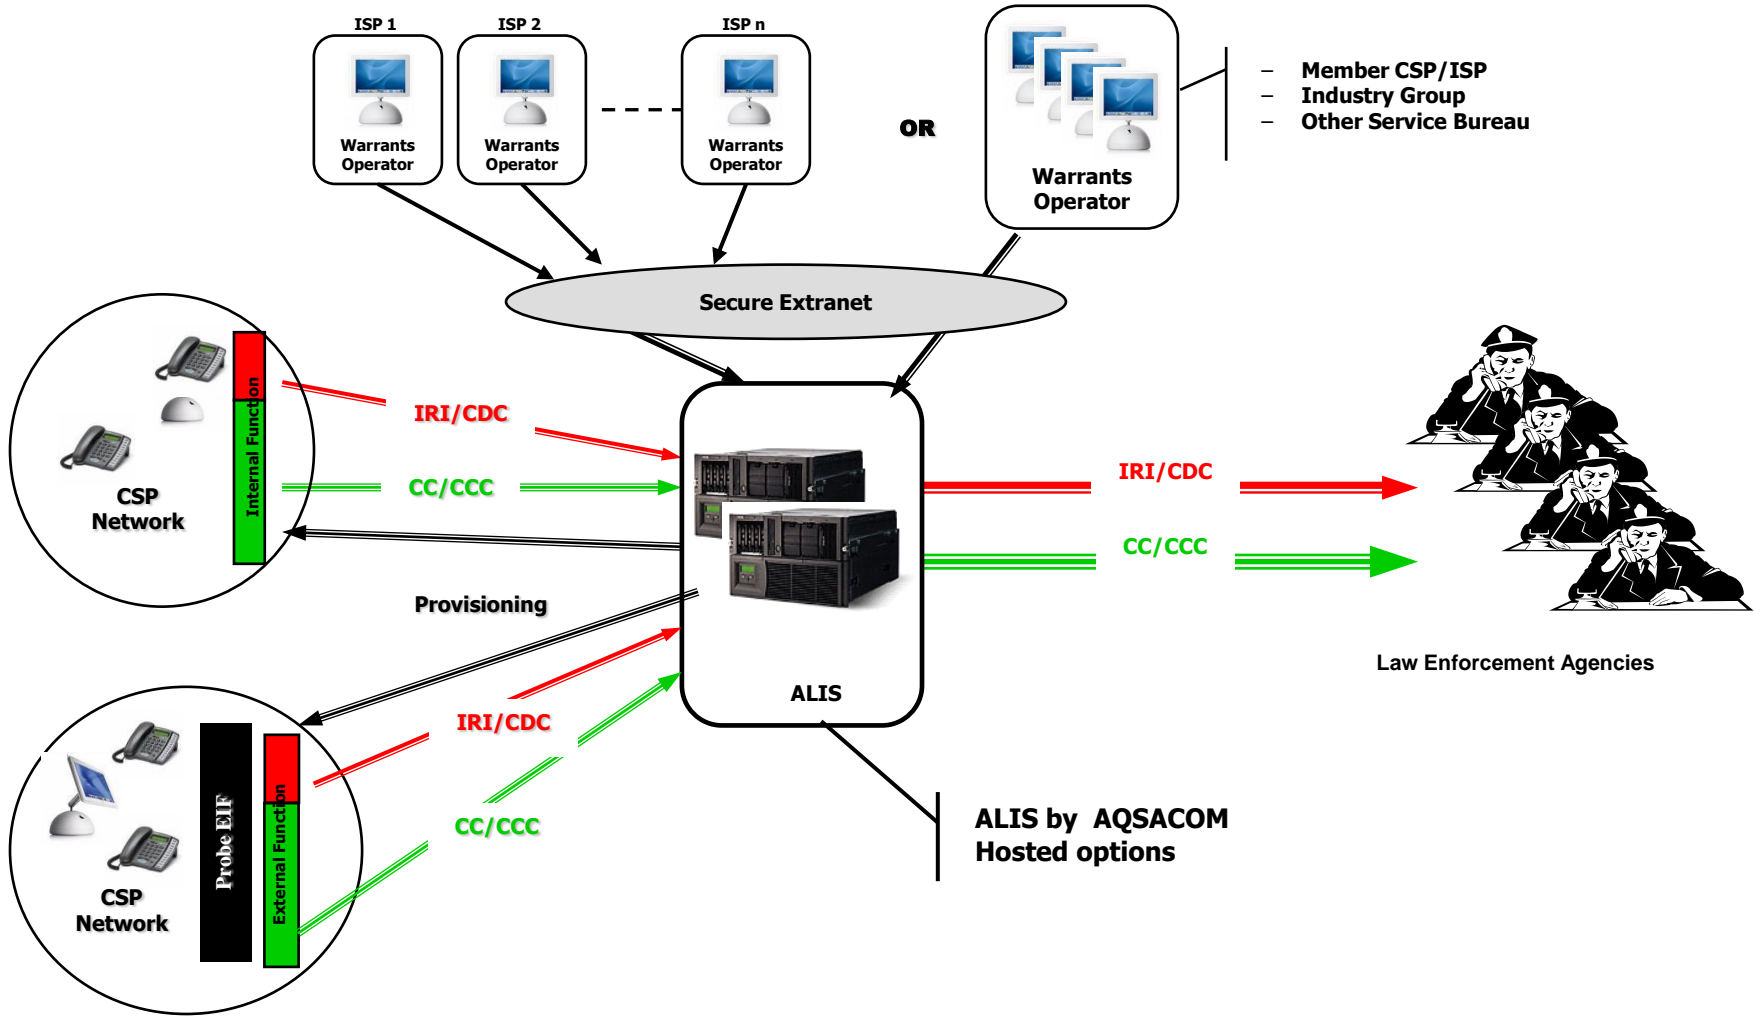 ISP 1
ISP 2
ISP n
Warrants
Operator
Warrants
Operator
Warrants
Operator
OR
Warrants
Operator
– Member CSP/ISP
– Industry Group
– Other Service Bureau
Secure Extranet
CSP
Network
Internal Function
IRI/CDC
CC/CCC
Provisioning
IRI/CDC
CC/CCC
Law Enforcement Agencies
ALIS
CSP
Network
Probe EIF
External Function
IRI/CDC
CC/CCC
ALIS by AQSACOM
Hosted options